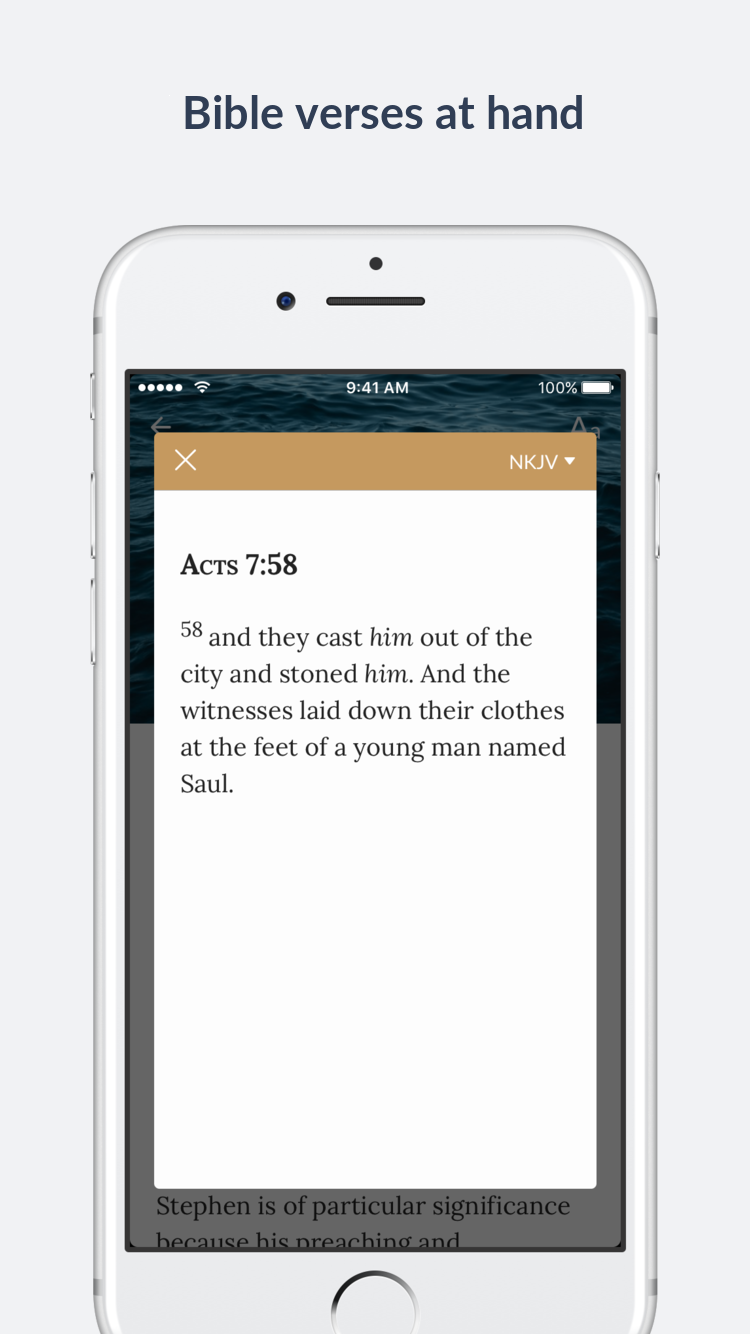 Bible verses at hand
9:41 AM 100%
Aa
NKJV
ACTS 7:58
58 and they cast him out of the
city and stoned him. And the
witnesses laid down their clothes
at the feet of a young man named
Saul.
Stephen is of particular significance
because his preaching and